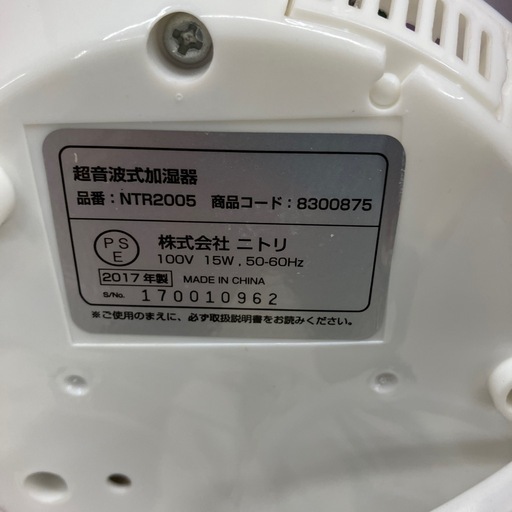 超音波式加湿器
品番：NTR2005 商品コード：8300875
PSE 株式会社 ニトリ
100V 15W , 50-60Hz
2017年製 MADE IN CHINA
S/No. 170010962
※ご使用のまえに、必ず取扱説明書をお読みください。